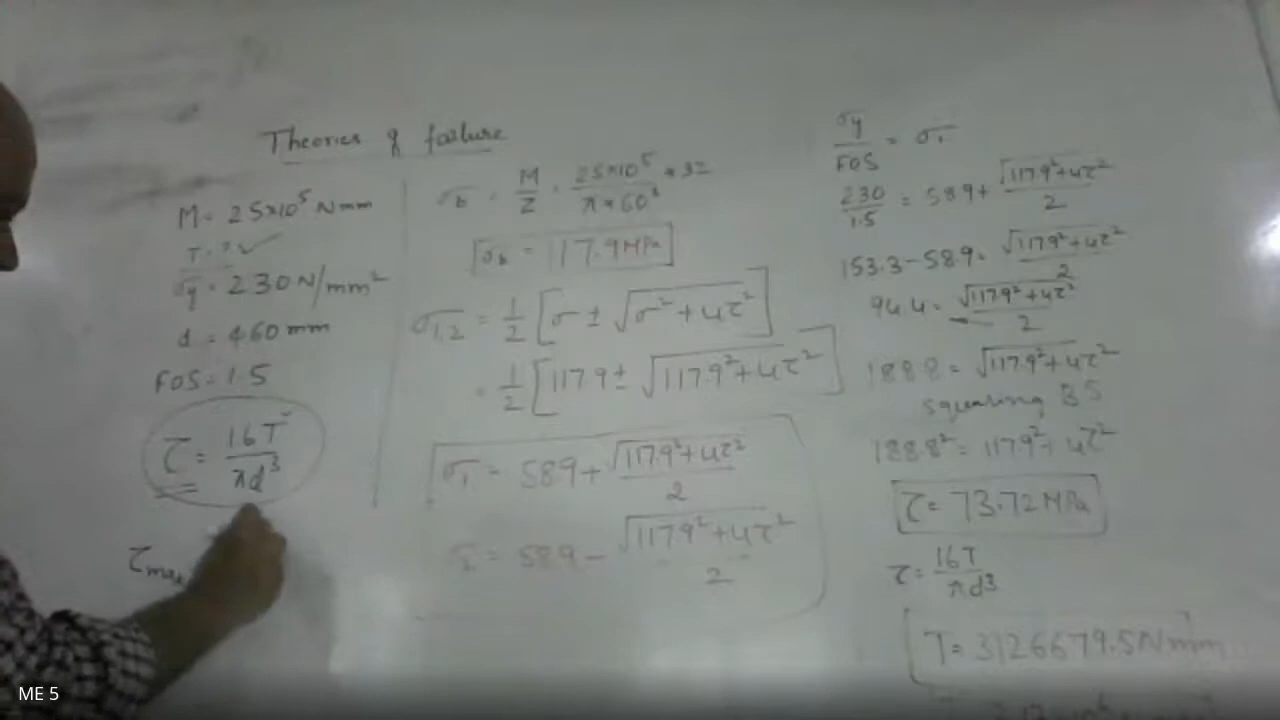 Theories of failure
M = 25×10⁵ Nmm
T = ? ✓
σy = 230 N/mm²
d = 60 mm
FOS = 1.5
τ = 16T / πd³
τmax
σb = M / Z = 25×10⁵ × 32 / π × 60³
σb = 117.9 MPa
σ1,2 = 1/2 [σ ± √σ² + 4τ²]
= 1/2 [117.9 ± √117.9² + 4τ²]
σ1 = 58.9 + √117.9² + 4τ² / 2
= 58.9 − √117.9² + 4τ² / 2
σy / FOS = σ1
230 / 1.5 = 58.9 + √117.9² + 4τ² / 2
153.3 − 58.9 = √117.9² + 4τ² / 2
94.4 = √117.9² + 4τ² / 2
188.8 = √117.9² + 4τ²
squaring BS
188.8² = 117.9² + 4τ²
τ = 73.72 MPa
τ = 16T / πd³
T = 3126679.5 Nmm
ME 5